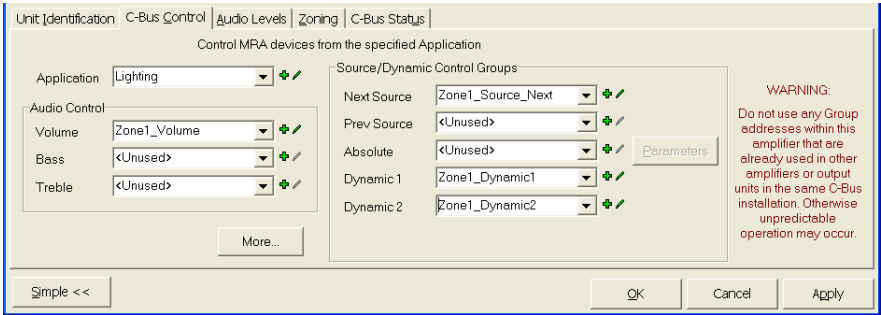 Unit Identification C-Bus Control Audio Levels Zoning C-Bus Status
Control MRA devices from the specified Application
Application Lighting
Audio Control
Volume Zone1_Volume
Bass <Unused>
Treble <Unused>
More...
Source/Dynamic Control Groups
Next Source Zone1_Source_Next
Prev Source <Unused>
Absolute <Unused>
Parameters
Dynamic 1 Zone1_Dynamic1
Dynamic 2 Zone1_Dynamic2
WARNING:
Do not use any Group
addresses within this
amplifier that are
already used in other
amplifiers or output
units in the same C-Bus
installation. Otherwise
unpredictable
operation may occur.
Simple << OK Cancel Apply